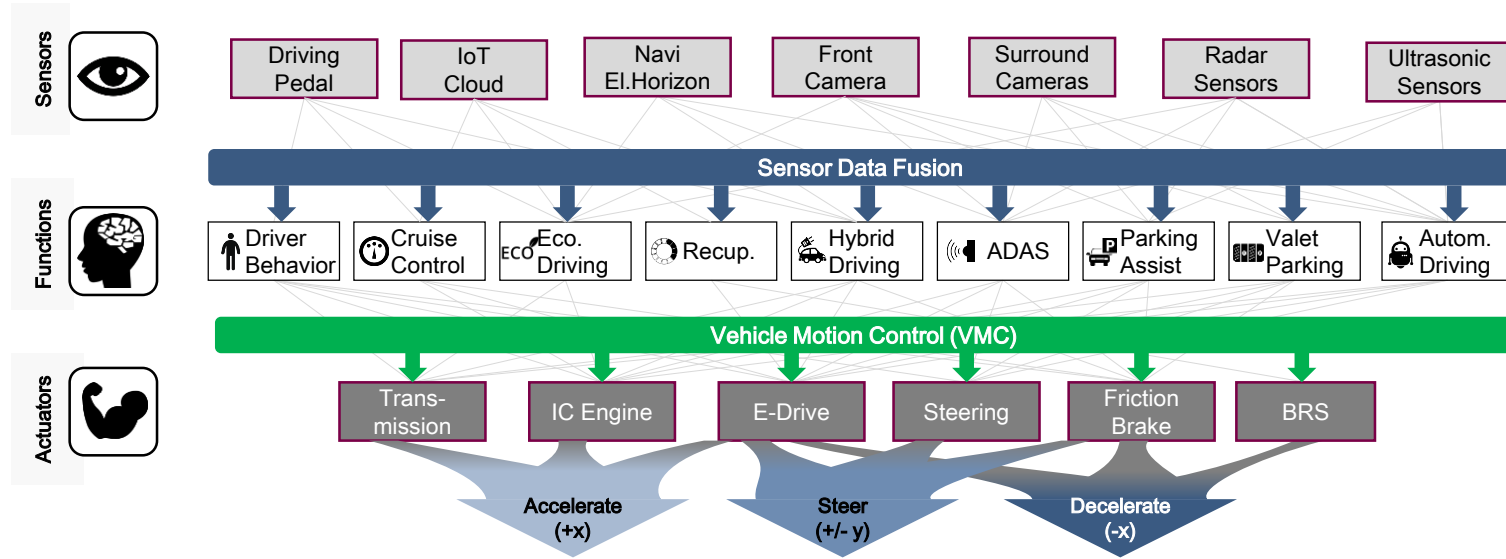 Sensors
Driving
Pedal
IoT
Cloud
Navi
El.Horizon
Front
Camera
Surround
Cameras
Radar
Sensors
Ultrasonic
Sensors
Sensor Data Fusion
Functions
Driver
Behavior
Cruise
Control
ECO
Eco.
Driving
Recup.
Hybrid
Driving
ADAS
P
Parking
Assist
Valet
Parking
Autom.
Driving
Vehicle Motion Control (VMC)
Actuators
Trans-
mission
IC Engine
E-Drive
Steering
Friction
Brake
BRS
Accelerate
(+x)
Steer
(+/- y)
Decelerate
(-x)